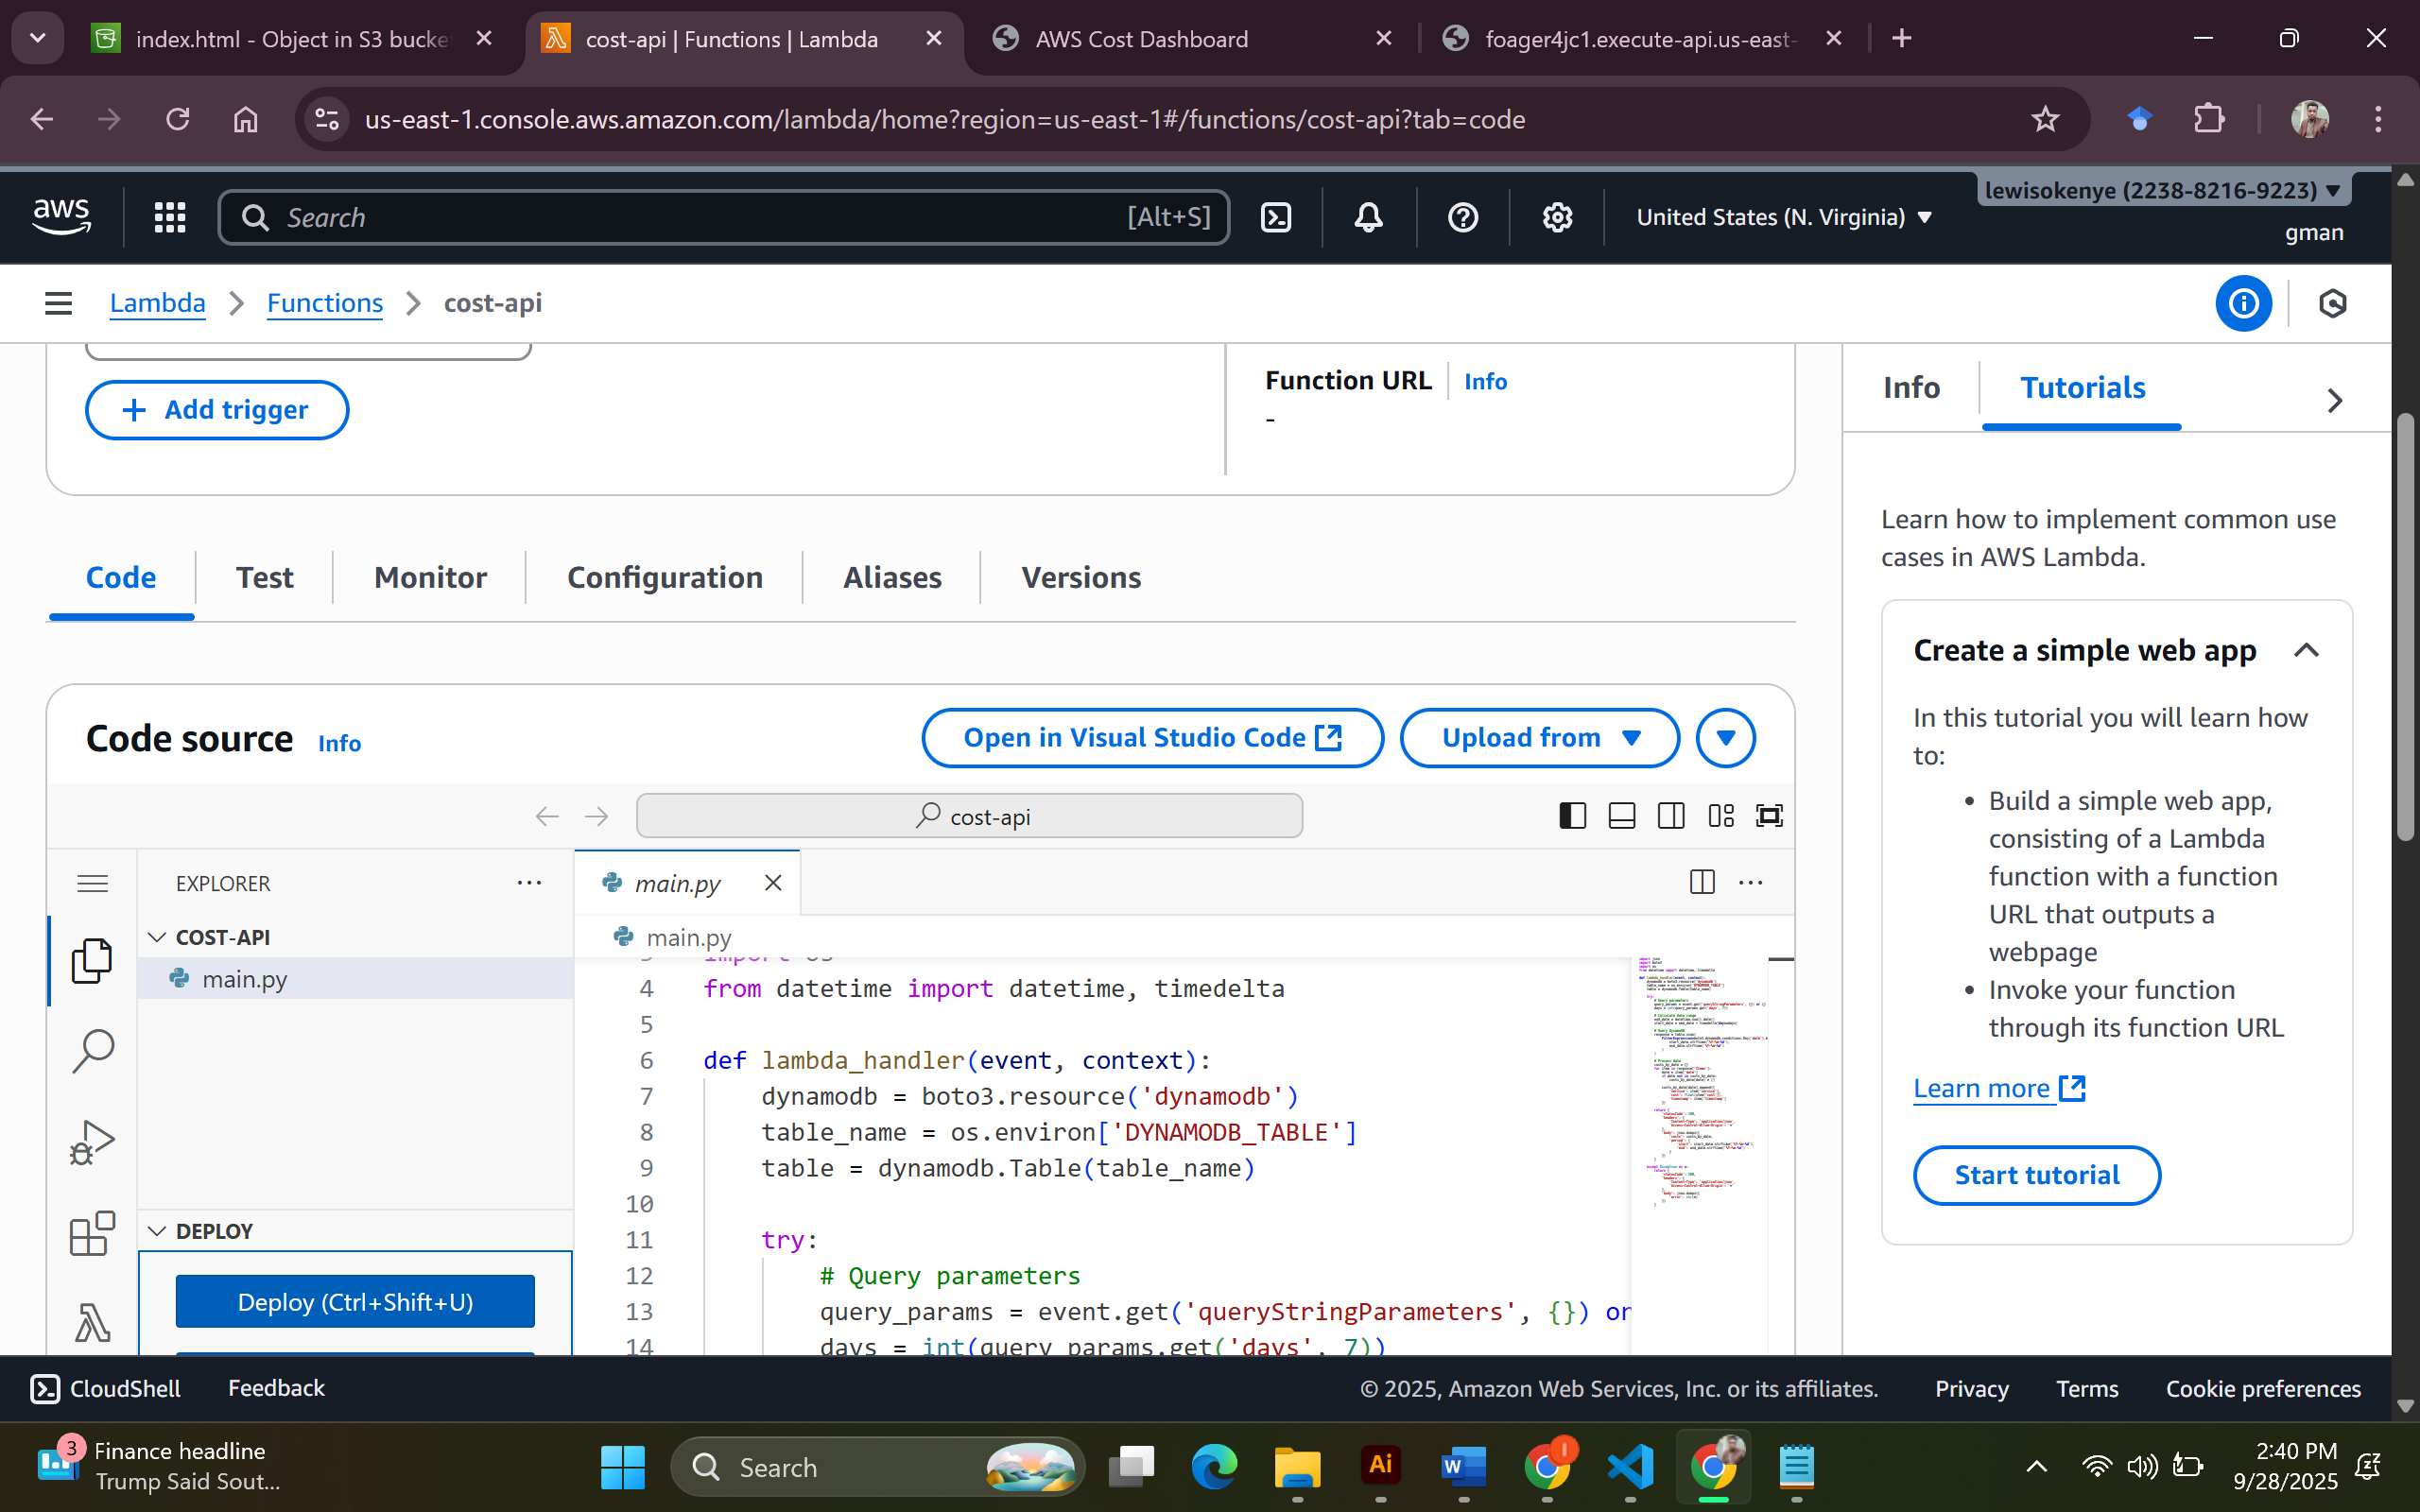 index.html - Object in S3 bucket
cost-api | Functions | Lambda
AWS Cost Dashboard
foager4jc1.execute-api.us-east-
us-east-1.console.aws.amazon.com/lambda/home?region=us-east-1#/functions/cost-api?tab=code
aws
Search
[Alt+S]
United States (N. Virginia)
lewisokenye (2238-8216-9223)
gman
Lambda
Functions
cost-api
Add trigger
Function URL
Info
-
Info
Tutorials
Learn how to implement common use
cases in AWS Lambda.
Create a simple web app
In this tutorial you will learn how
to:
• Build a simple web app,
consisting of a Lambda
function with a function
URL that outputs a
webpage
• Invoke your function
through its function URL
Learn more
Start tutorial
Code
Test
Monitor
Configuration
Aliases
Versions
Code source
Info
Open in Visual Studio Code
Upload from
cost-api
EXPLORER
COST-API
main.py
DEPLOY
Deploy (Ctrl+Shift+U)
main.py
main.py
3 import os
4 from datetime import datetime, timedelta
5
6 def lambda_handler(event, context):
7 dynamodb = boto3.resource('dynamodb')
8 table_name = os.environ['DYNAMODB_TABLE']
9 table = dynamodb.Table(table_name)
10
11 try:
12 # Query parameters
13 query_params = event.get('queryStringParameters', {}) or
14 days = int(query_params.get('days', 7))
CloudShell
Feedback
© 2025, Amazon Web Services, Inc. or its affiliates.
Privacy
Terms
Cookie preferences
3
Finance headline
Trump Said Sout...
Search
Ai
W
2:40 PM
9/28/2025